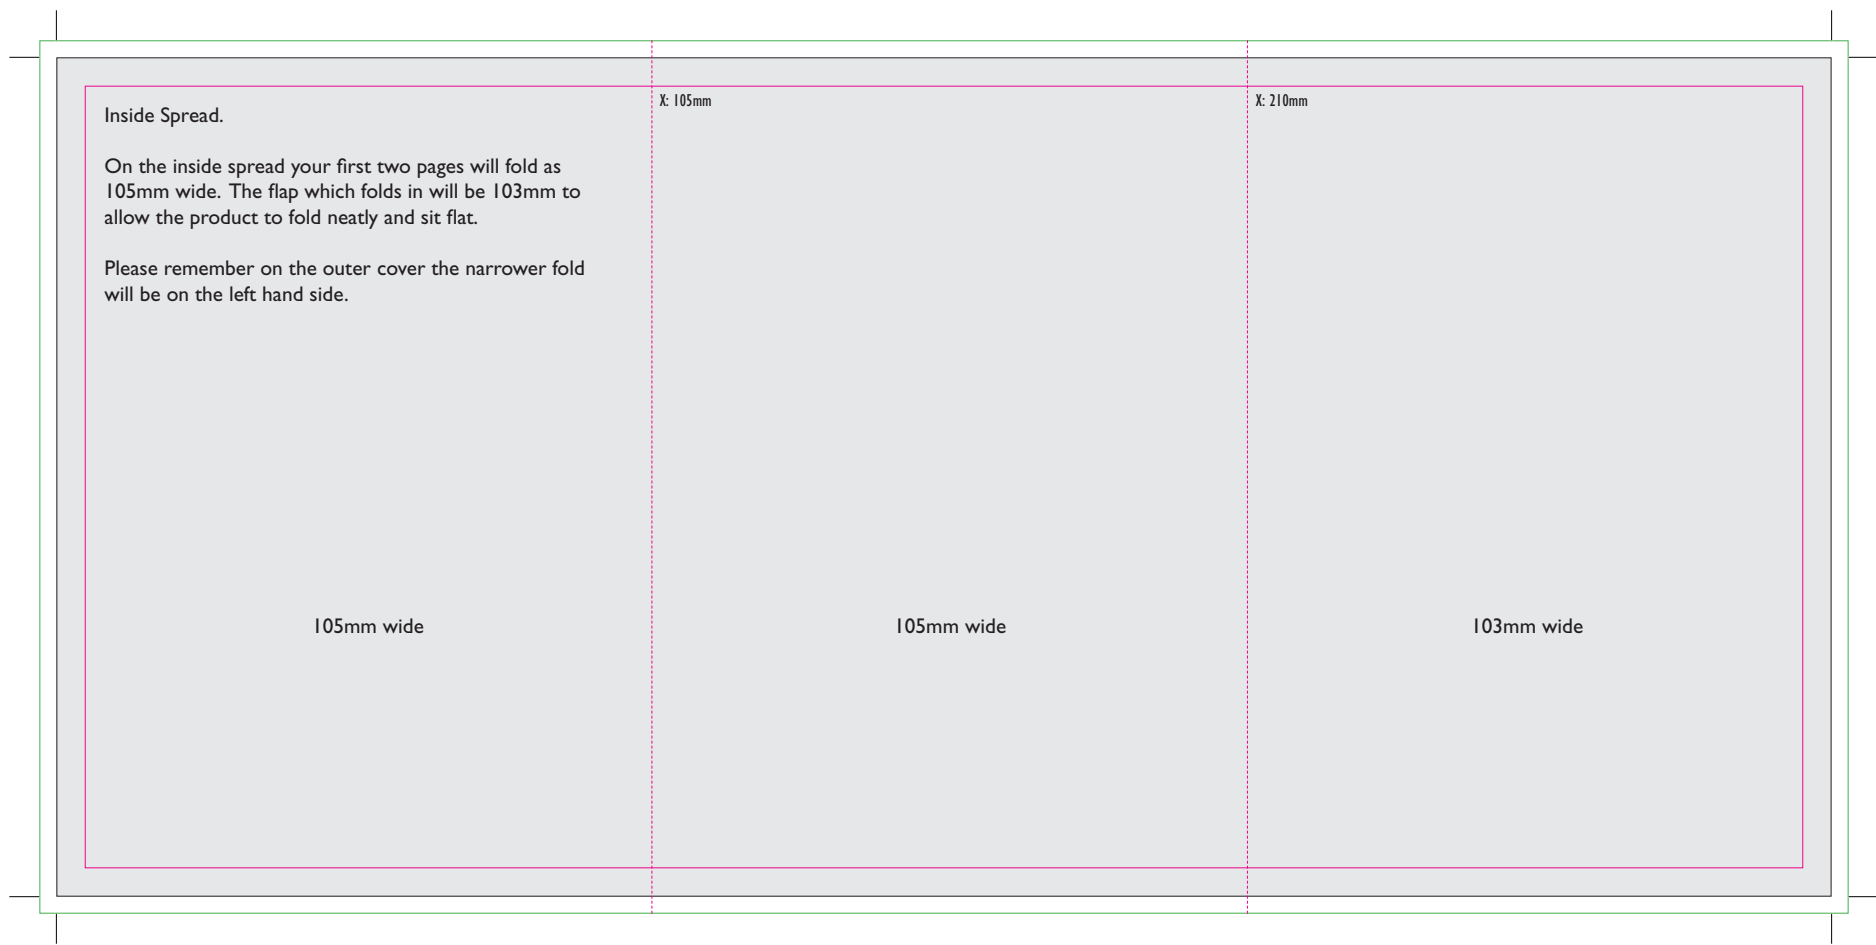 X: 105mm
X: 210mm
Inside Spread.
On the inside spread your first two pages will fold as
105mm wide. The flap which folds in will be 103mm to
allow the product to fold neatly and sit flat.
Please remember on the outer cover the narrower fold
will be on the left hand side.
105mm wide
105mm wide
103mm wide